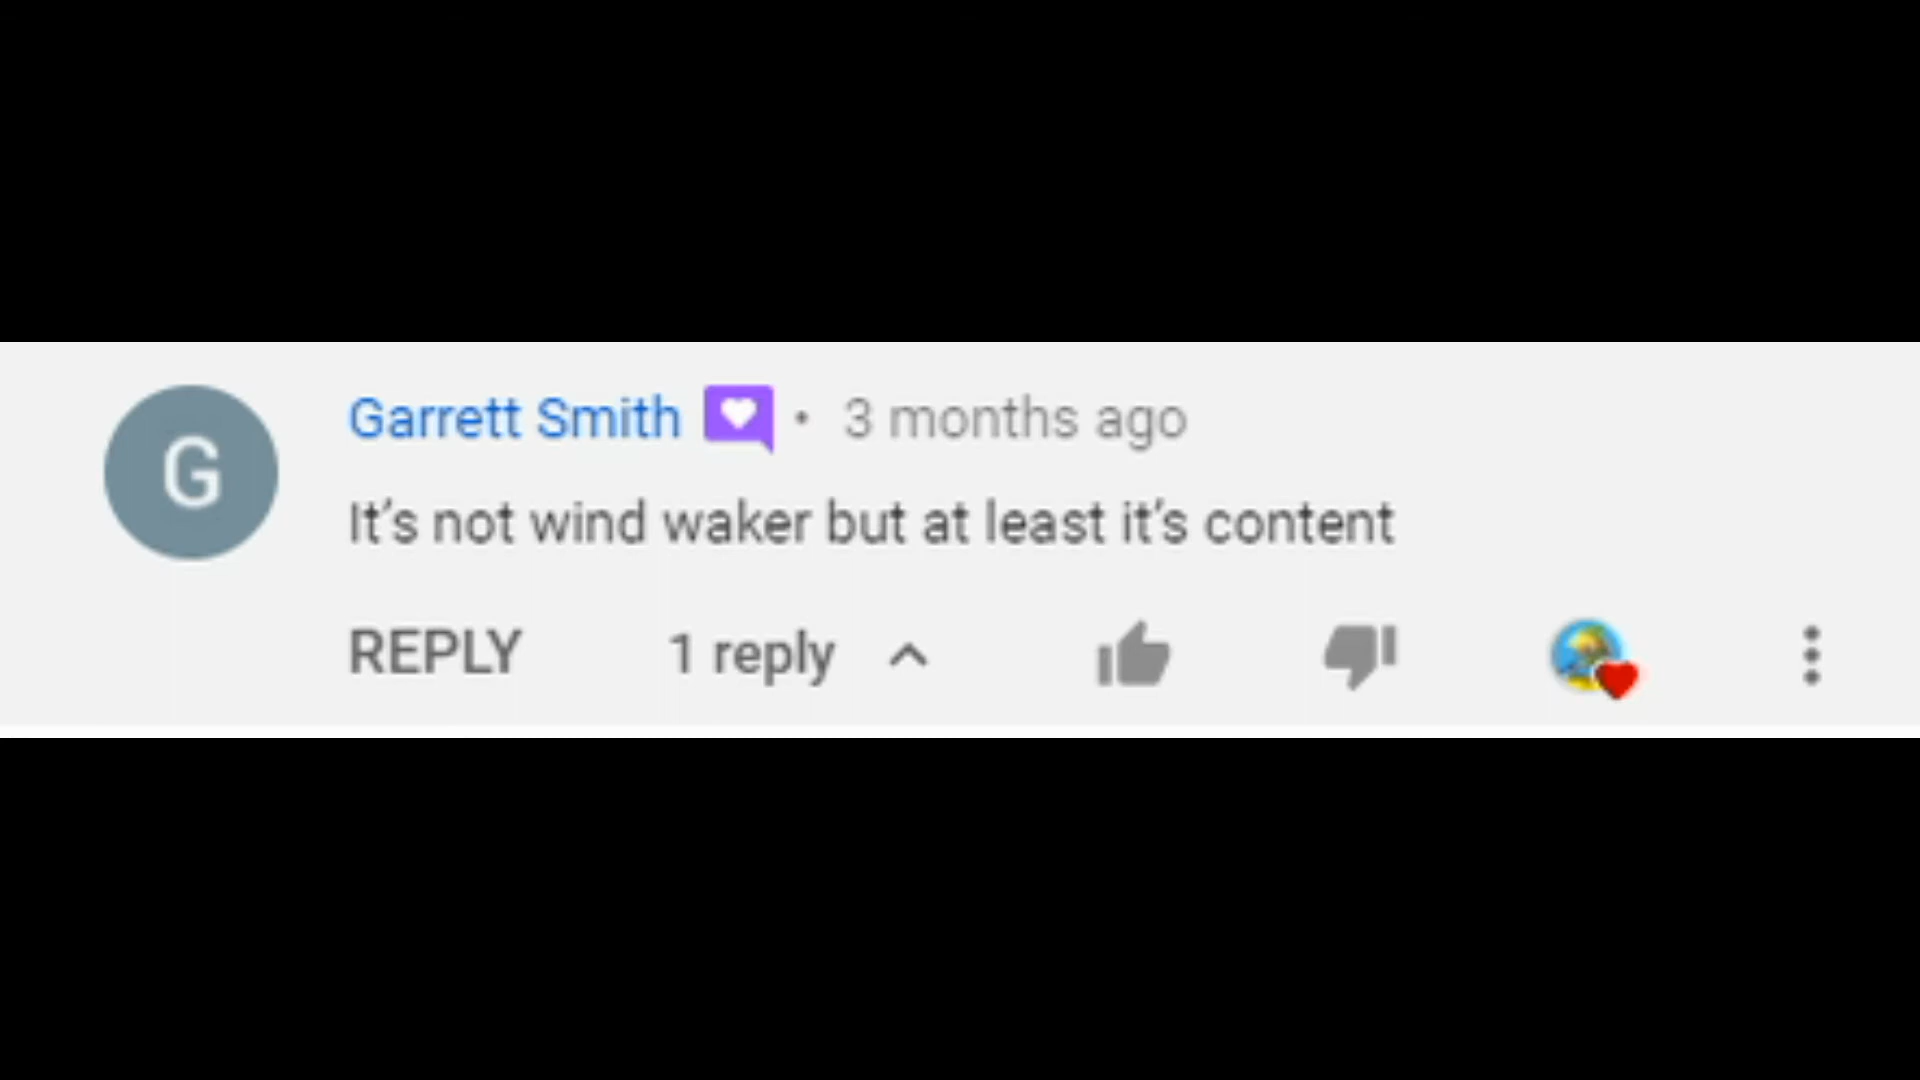 G
Garrett Smith • 3 months ago
It’s not wind waker but at least it’s content
REPLY 1 reply